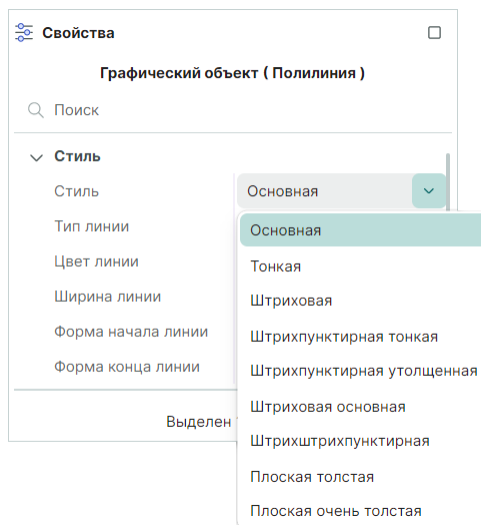 Свойства
Графический объект ( Полилиния )
Поиск
Стиль
Стиль Основная
Тип линии Основная
Цвет линии Тонкая
Ширина линии Штриховая
Форма начала линии Штрихпунктирная тонкая
Форма конца линии Штрихпунктирная утолщенная
Выделен Штриховая основная
Штрихштрихпунктирная
Плоская толстая
Плоская очень толстая